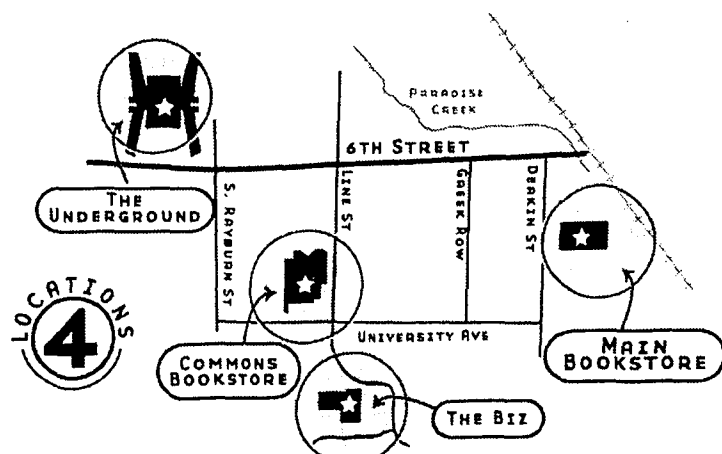 PARADISE
CREEK
6TH STREET
THE
UNDERGROUND
S. RAYBURN ST
LINE ST
GREEK ROW
DEAKIN ST
LOCATIONS
4
COMMONS
BOOKSTORE
UNIVERSITY AVE
MAIN
BOOKSTORE
THE BIZ